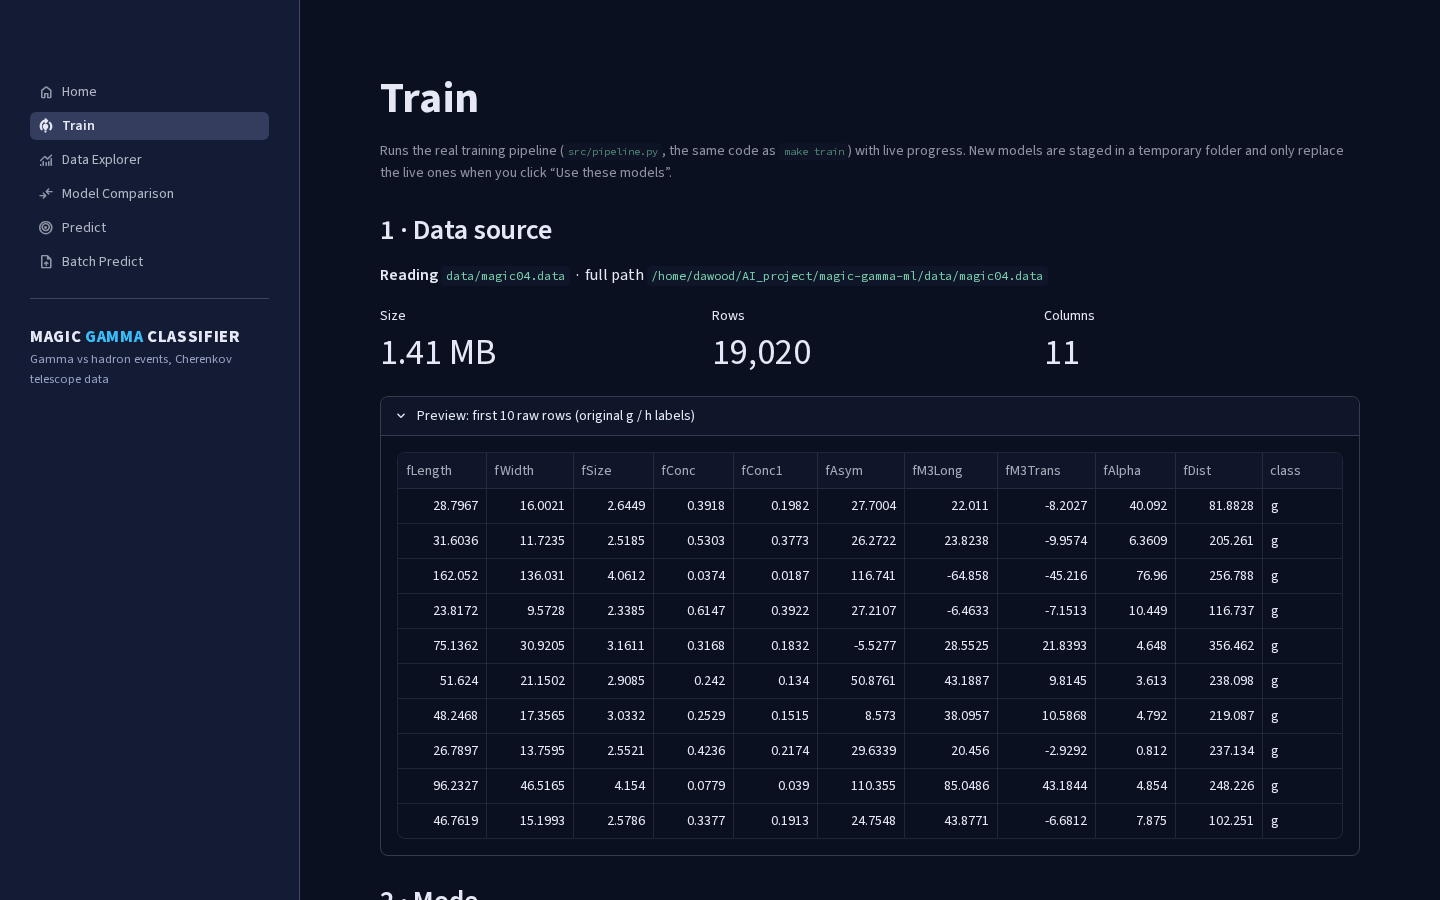 Home
Train
Data Explorer
Model Comparison
Predict
Batch Predict
MAGIC GAMMA CLASSIFIER
Gamma vs hadron events, Cherenkov
telescope data
Train
Runs the real training pipeline ( src/pipeline.py , the same code as make train ) with live progress. New models are staged in a temporary folder and only replace
the live ones when you click “Use these models”.
1 · Data source
Reading data/magic04.data · full path /home/dawood/AI_project/magic-gamma-ml/data/magic04.data
Size Rows Columns
1.41 MB 19,020 11
Preview: first 10 raw rows (original g / h labels)
fLength fWidth fSize fConc fConc1 fAsym fM3Long fM3Trans fAlpha fDist class
28.7967 16.0021 2.6449 0.3918 0.1982 27.7004 22.011 -8.2027 40.092 81.8828 g
31.6036 11.7235 2.5185 0.5303 0.3773 26.2722 23.8238 -9.9574 6.3609 205.261 g
162.052 136.031 4.0612 0.0374 0.0187 116.741 -64.858 -45.216 76.96 256.788 g
23.8172 9.5728 2.3385 0.6147 0.3922 27.2107 -6.4633 -7.1513 10.449 116.737 g
75.1362 30.9205 3.1611 0.3168 0.1832 -5.5277 28.5525 21.8393 4.648 356.462 g
51.624 21.1502 2.9085 0.242 0.134 50.8761 43.1887 9.8145 3.613 238.098 g
48.2468 17.3565 3.0332 0.2529 0.1515 8.573 38.0957 10.5868 4.792 219.087 g
26.7897 13.7595 2.5521 0.4236 0.2174 29.6339 20.456 -2.9292 0.812 237.134 g
96.2327 46.5165 4.154 0.0779 0.039 110.355 85.0486 43.1844 4.854 248.226 g
46.7619 15.1993 2.5786 0.3377 0.1913 24.7548 43.8771 -6.6812 7.875 102.251 g
2 · Mode